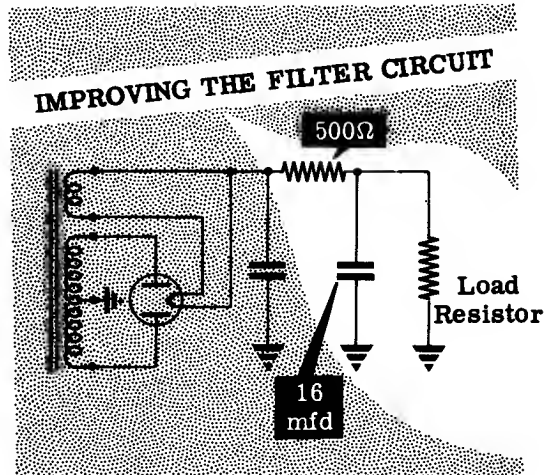 IMPROVING THE FILTER CIRCUIT
500Ω
Load
Resistor
16
mfd